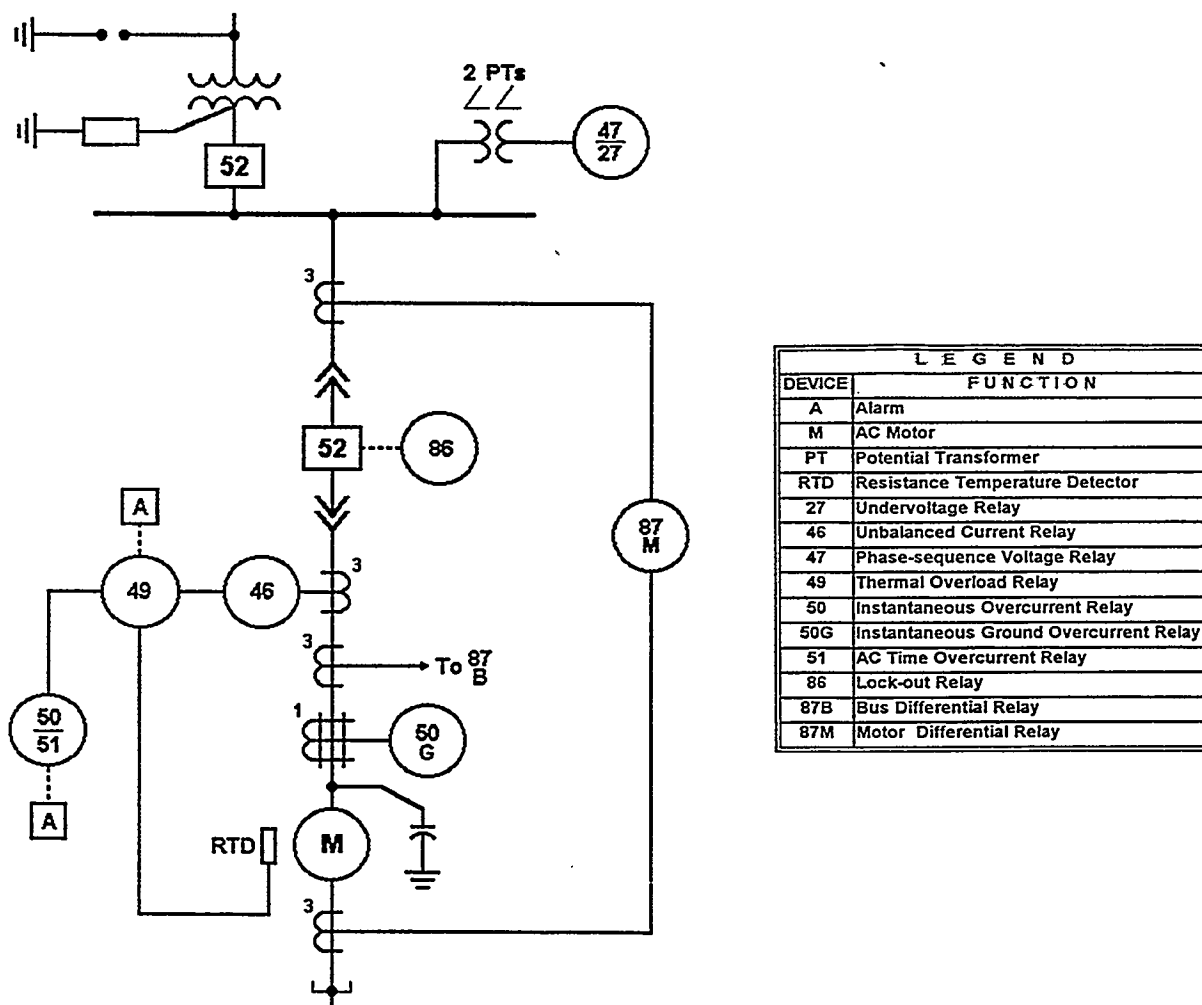 2 PTs
47
27
52
3
52
86
A
87
M
3
49
46
3
To 87
B
50
51
1
50
G
A
RTD
M
3
L E G E N D
DEVICE FUNCTION
A Alarm
M AC Motor
PT Potential Transformer
RTD Resistance Temperature Detector
27 Undervoltage Relay
46 Unbalanced Current Relay
47 Phase-sequence Voltage Relay
49 Thermal Overload Relay
50 Instantaneous Overcurrent Relay
50G Instantaneous Ground Overcurrent Relay
51 AC Time Overcurrent Relay
86 Lock-out Relay
87B Bus Differential Relay
87M Motor Differential Relay